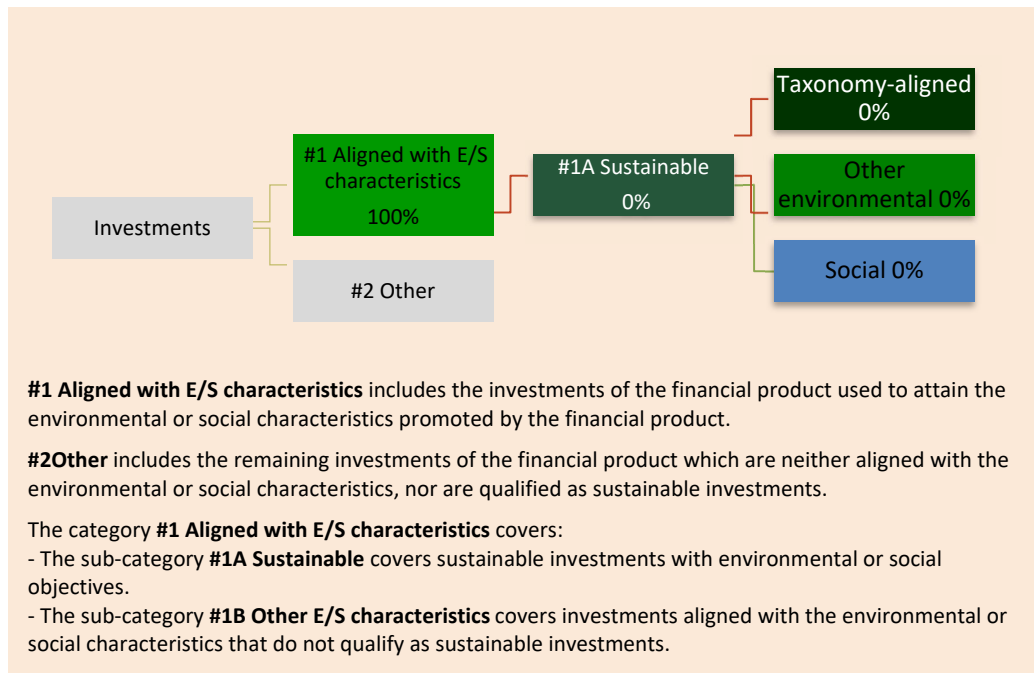 Taxonomy-aligned
0%
#1 Aligned with E/S
characteristics
100%
#1A Sustainable
0%
Other
environmental 0%
Investments
Social 0%
#2 Other
#1 Aligned with E/S characteristics includes the investments of the financial product used to attain the
environmental or social characteristics promoted by the financial product.
#2Other includes the remaining investments of the financial product which are neither aligned with the
environmental or social characteristics, nor are qualified as sustainable investments.
The category #1 Aligned with E/S characteristics covers:
- The sub-category #1A Sustainable covers sustainable investments with environmental or social
objectives.
- The sub-category #1B Other E/S characteristics covers investments aligned with the environmental or
social characteristics that do not qualify as sustainable investments.